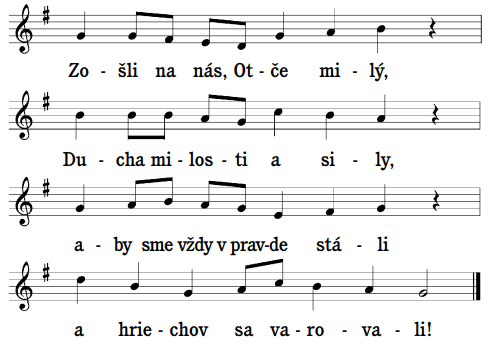 Zo - šli na nás, Ot - če mi - lý,
Du - cha mi - los - ti a si - ly,
a - by sme vždy v prav - de stá - li
a hrie - chov sa va - ro - va - li!